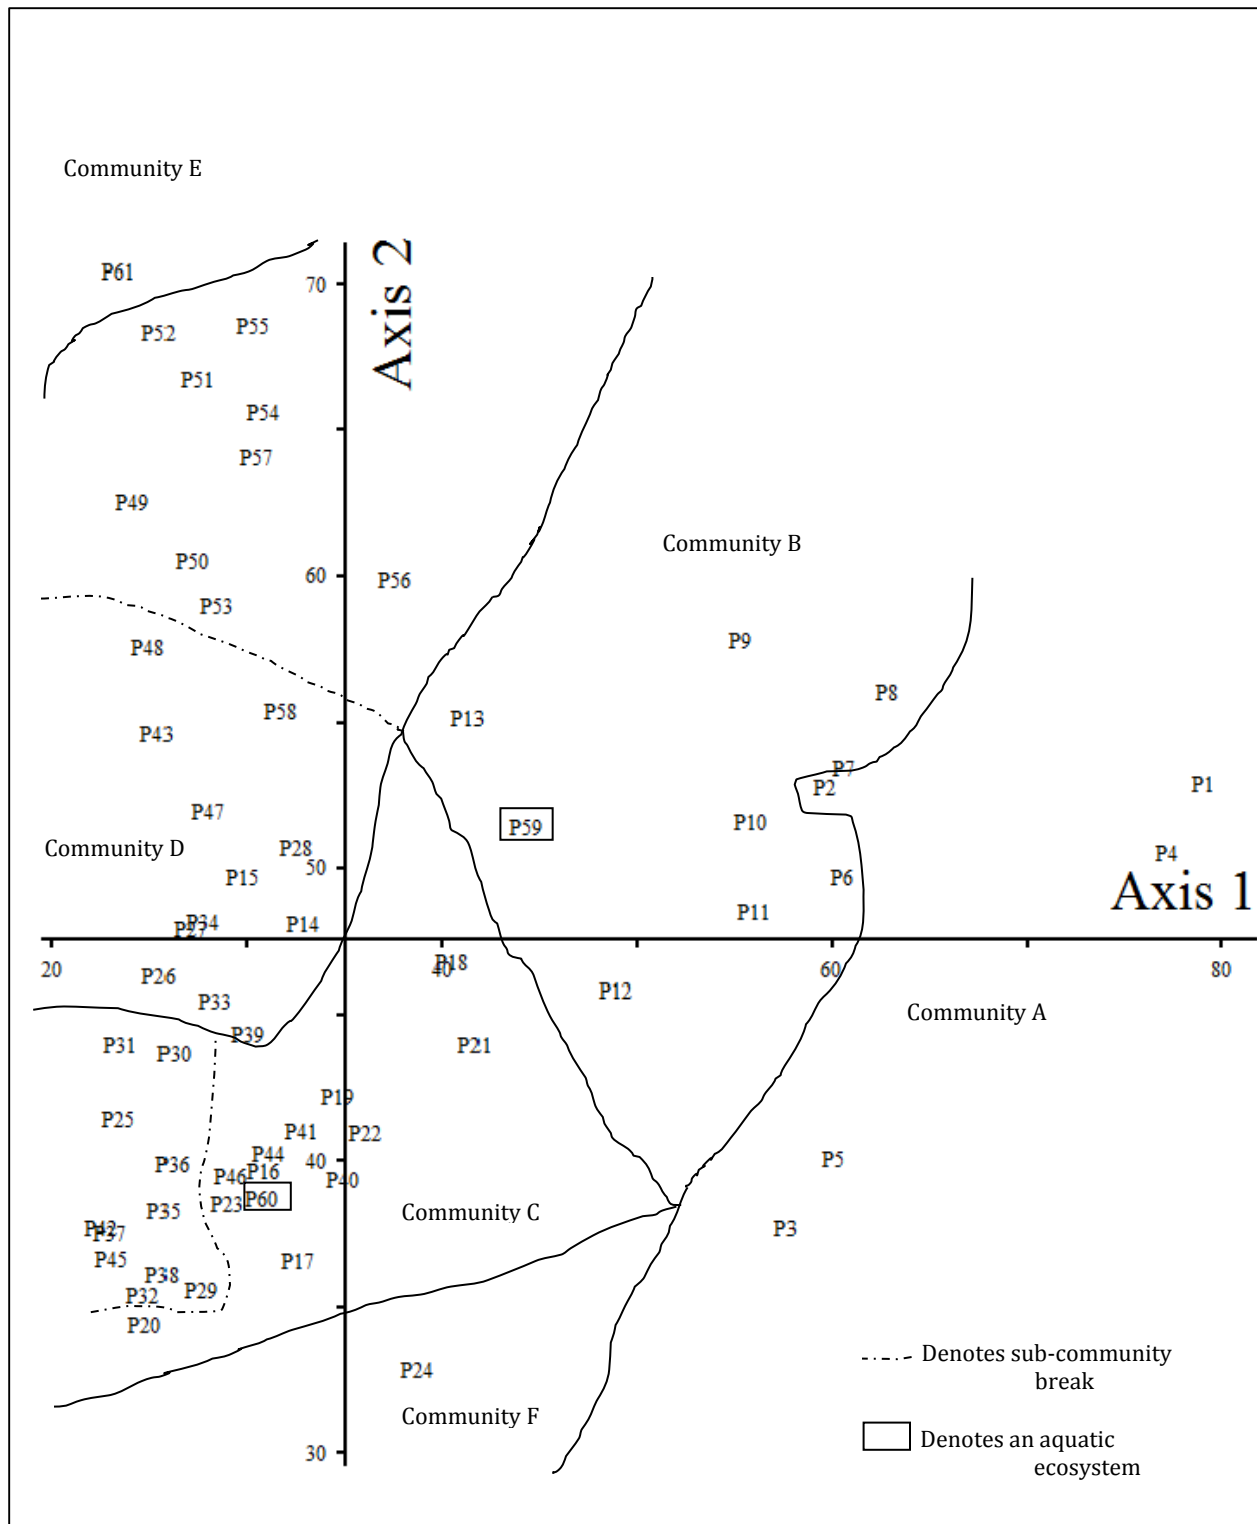 Community E
Axis 2
P61
70
P55
P52
P51
P54
P57
P49
Community B
P50
60
P56
P53
P9
P48
P8
P58
P13
P43
P7
P2
P1
P47
P10
P59
Community D
P28
P4
50
P15
P6
Axis 1
P11
P34
P27
P14
20
40
P18
60
80
P26
P12
P33
Community A
P39
P31
P30
P21
P19
P25
P41
P22
P44
40
P36
P16
P5
P46
P40
P60
P23
P35
Community C
P42
P37
P3
P45
P17
P38
P29
P32
P20
Denotes sub-community
break
P24
Community F
Denotes an aquatic
30
ecosystem